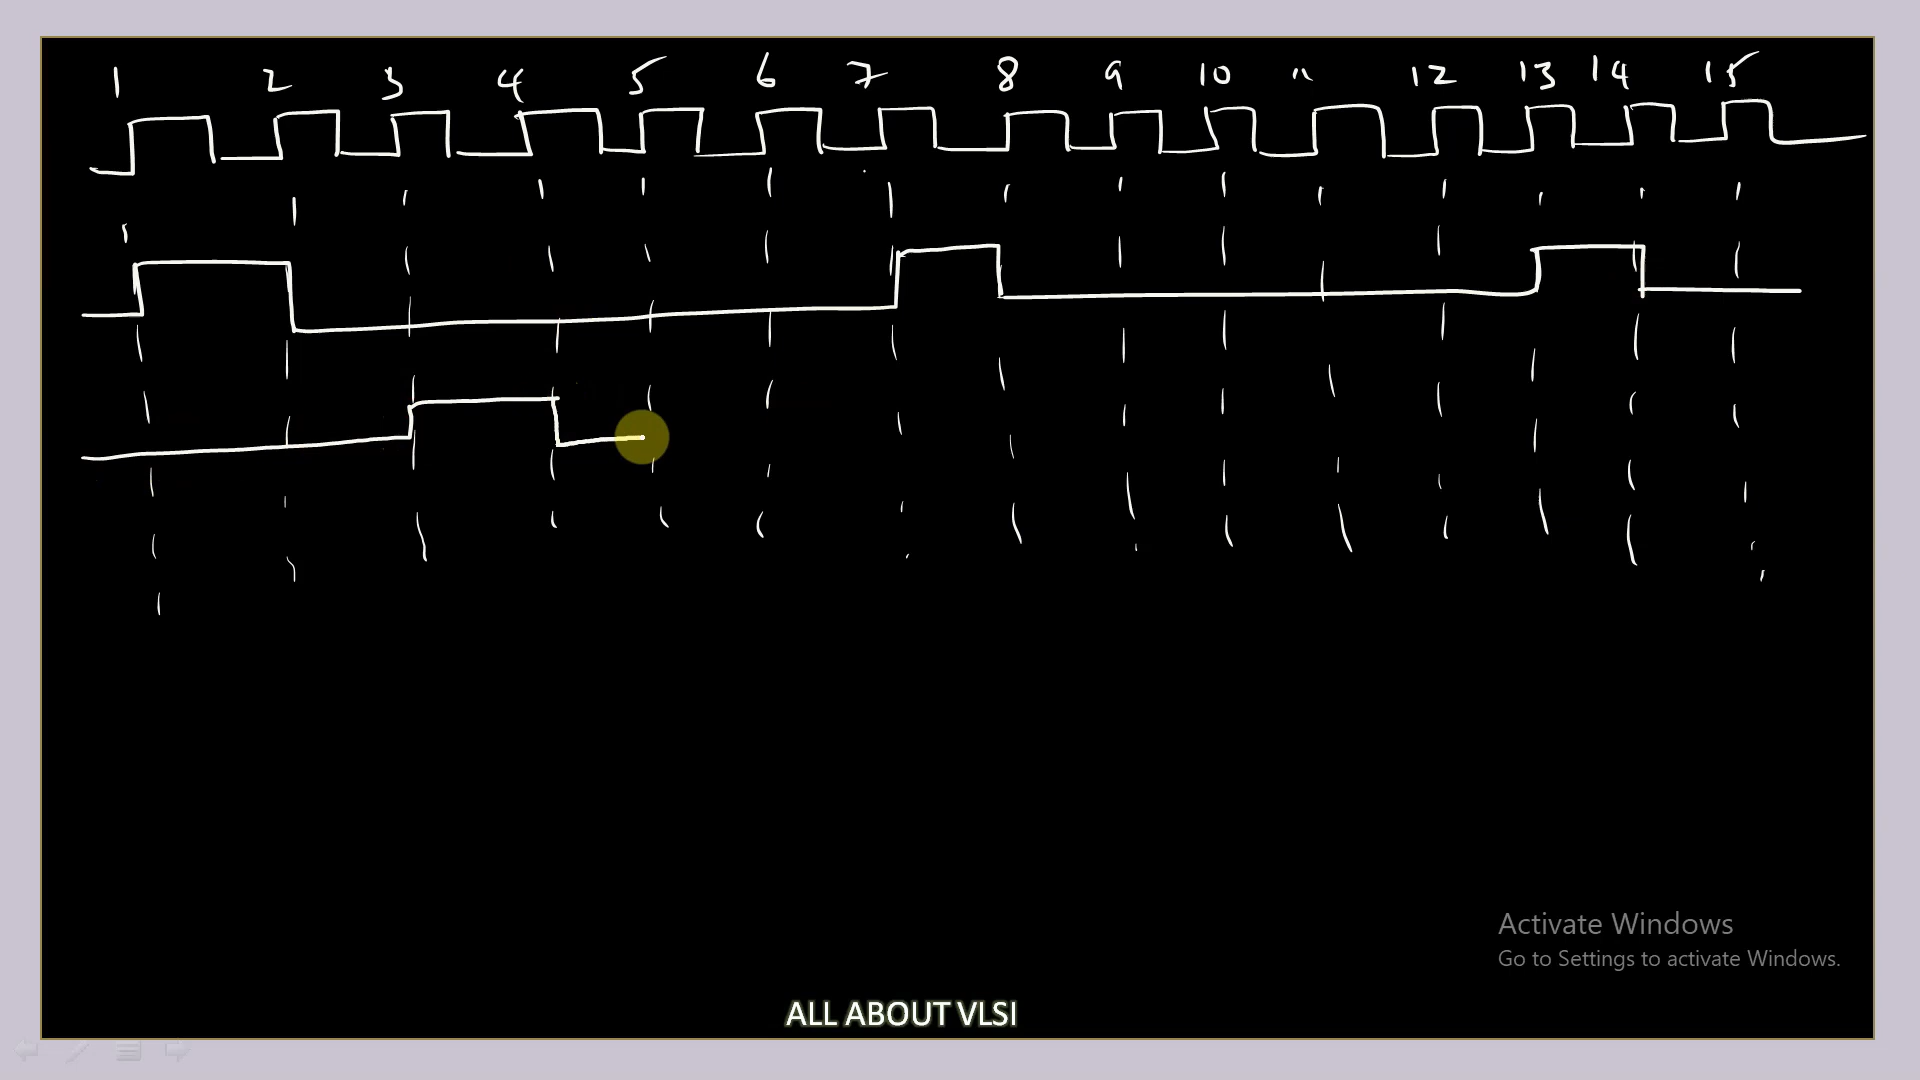 1 2 3 4 5 6 7 8 9 10 11 12 13 14 15
Activate Windows
Go to Settings to activate Windows.
ALL ABOUT VLSI